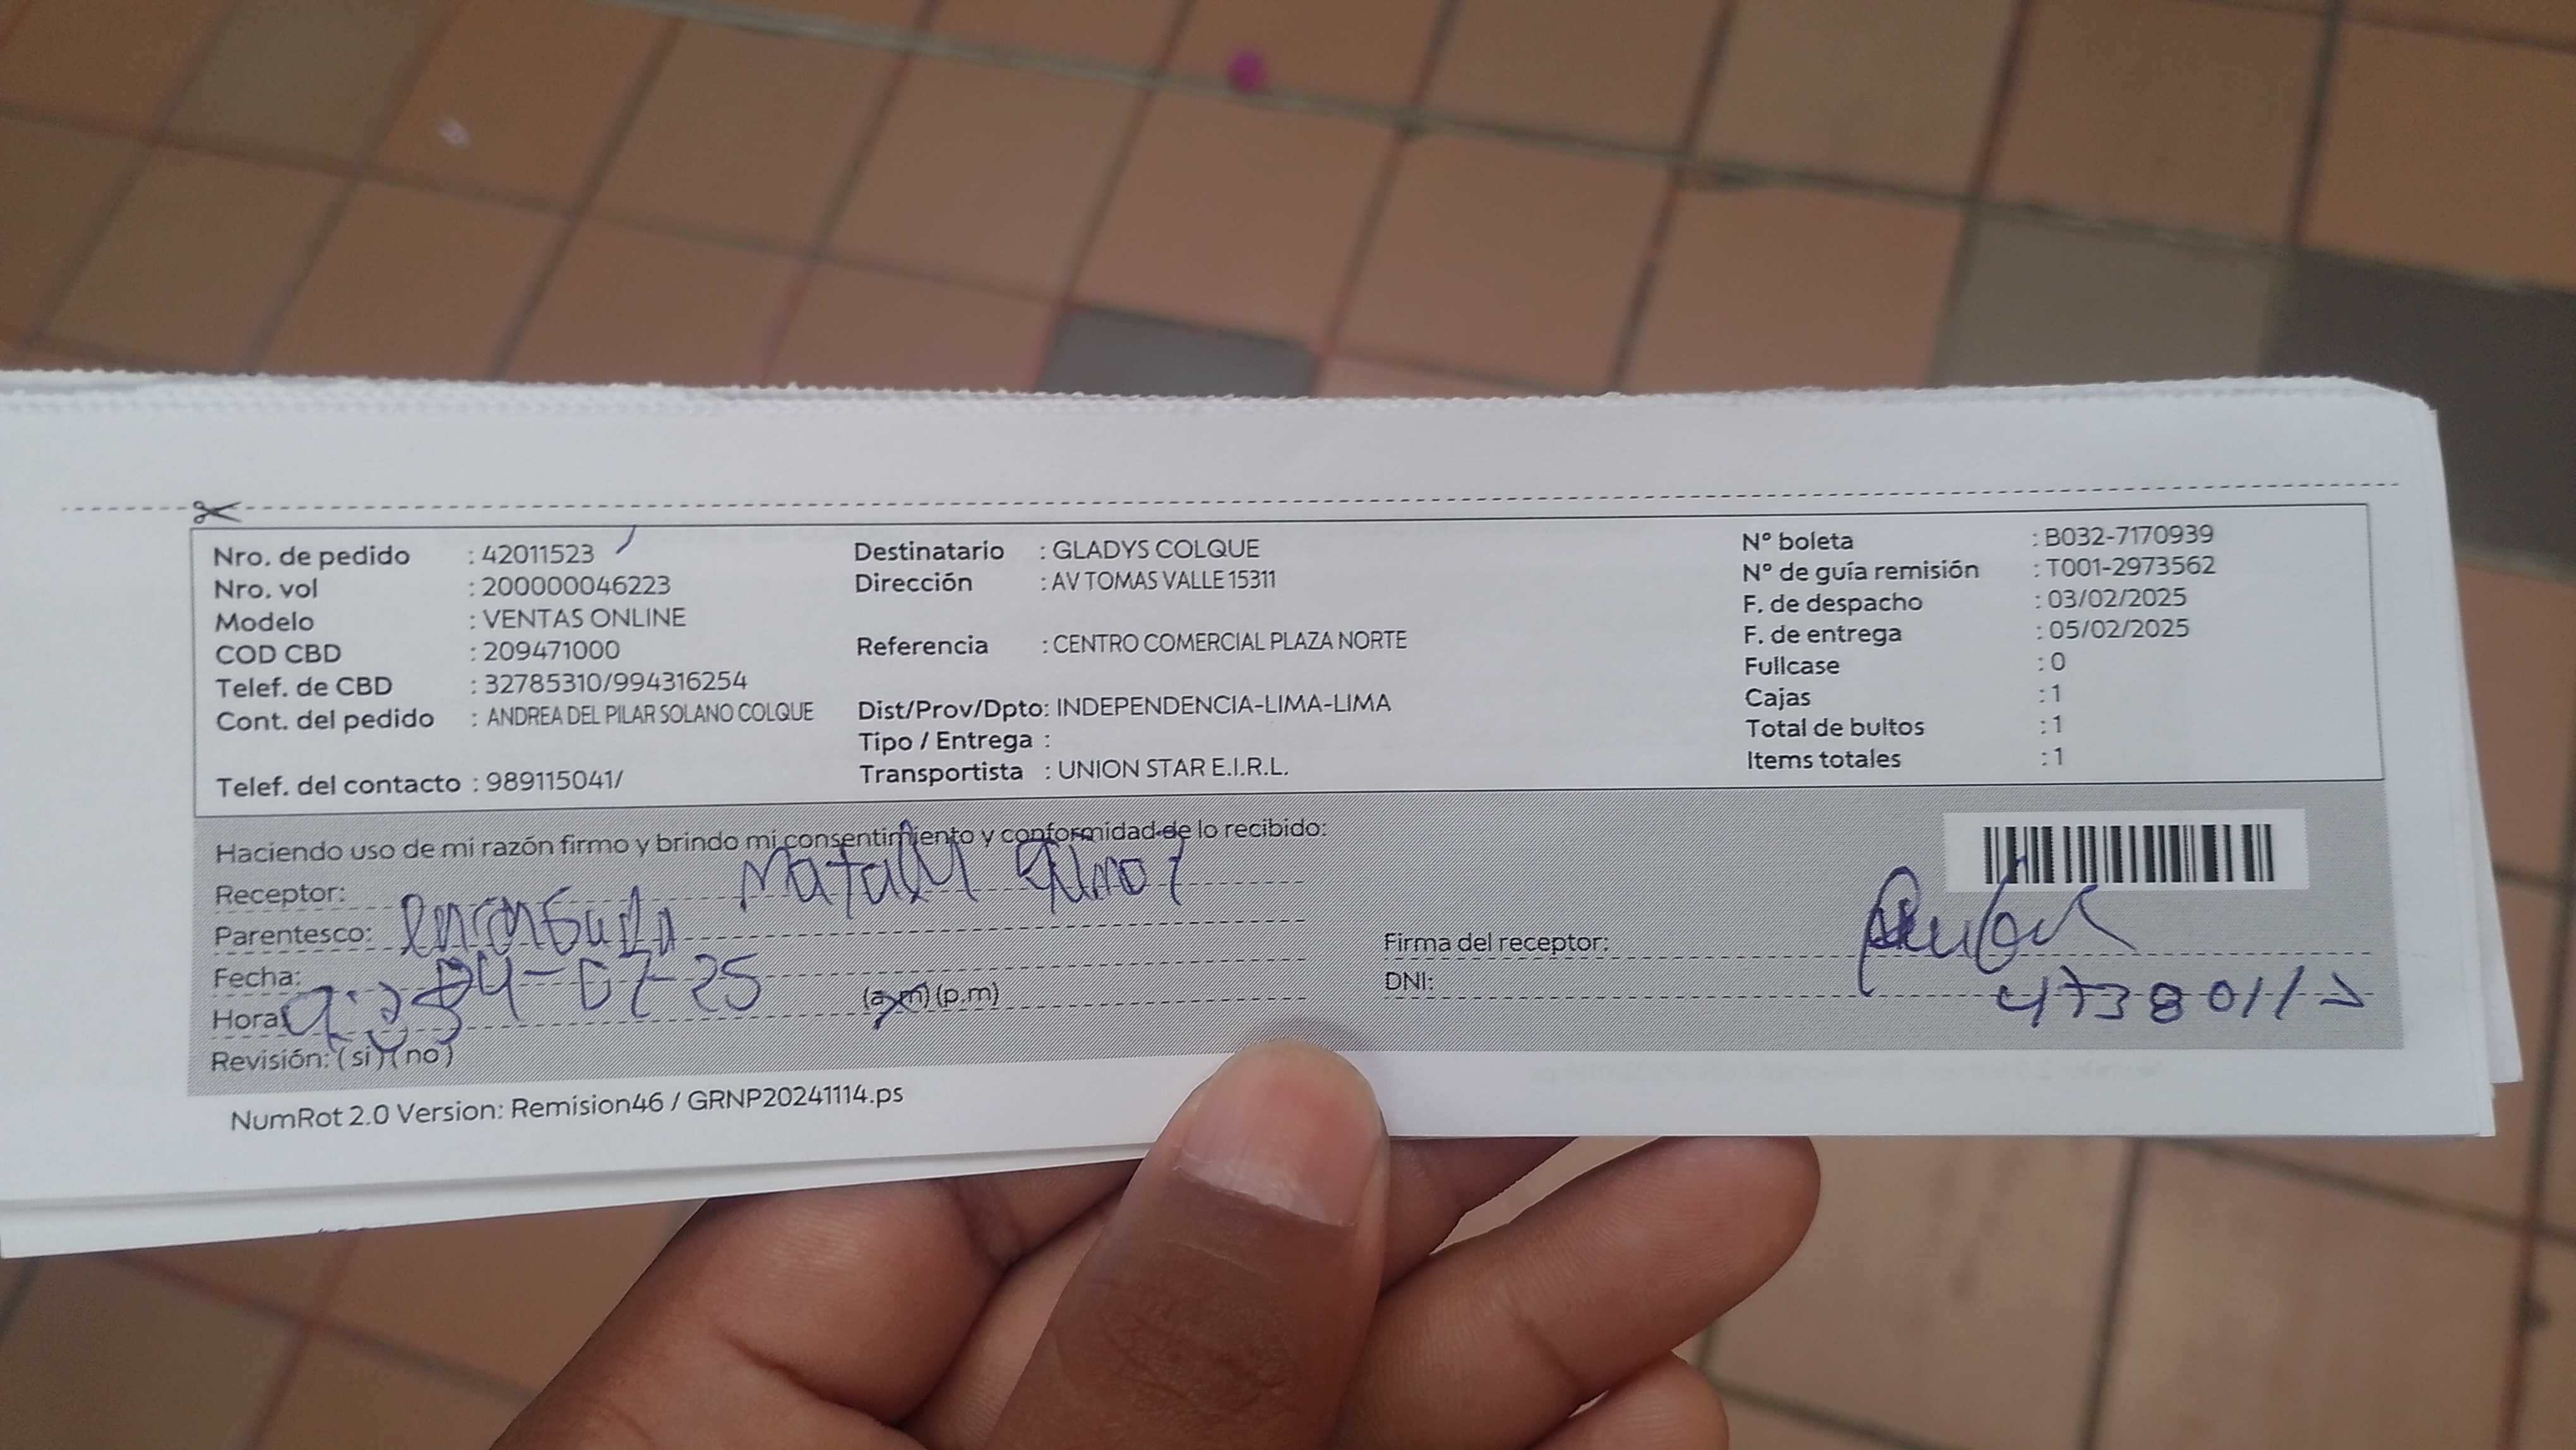 Nro. de pedido : 42011523
Nro. vol : 200000046223
Modelo : VENTAS ONLINE
COD CBD : 209471000
Telef. de CBD : 32785310/994316254
Cont. del pedido : ANDREA DEL PILAR SOLANO COLQUE
Telef. del contacto : 989115041/
Destinatario : GLADYS COLQUE
Dirección : AV TOMAS VALLE 15311
Referencia : CENTRO COMERCIAL PLAZA NORTE
Dist/Prov/Dpto: INDEPENDENCIA-LIMA-LIMA
Tipo / Entrega :
Transportista : UNION STAR E.I.R.L.
Nº boleta : B032-7170939
Nº de guía remisión : T001-2973562
F. de despacho : 03/02/2025
F. de entrega : 05/02/2025
Fullcase : 0
Cajas : 1
Total de bultos : 1
Items totales : 1
Haciendo uso de mi razón firmo y brindo mi consentimiento y conformidad de lo recibido:
Receptor:
Parentesco:
Fecha:
Hora (a.m) (p.m)
Revisión: (si) (no)
Firma del receptor:
DNI:
NumRot 2.0 Version: Remision46 / GRNP20241114.ps